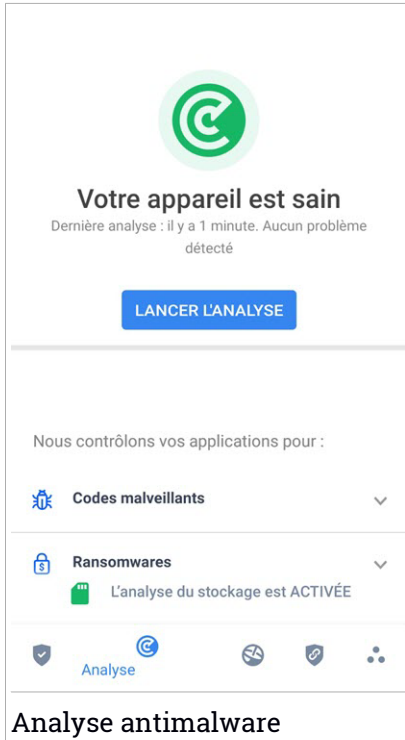 Votre appareil est sain
Dernière analyse : il y a 1 minute. Aucun problème
détecté
LANCER L'ANALYSE
Nous contrôlons vos applications pour :
Codes malveillants
Ransomwares
L'analyse du stockage est ACTIVÉE
Analyse
Analyse antimalware